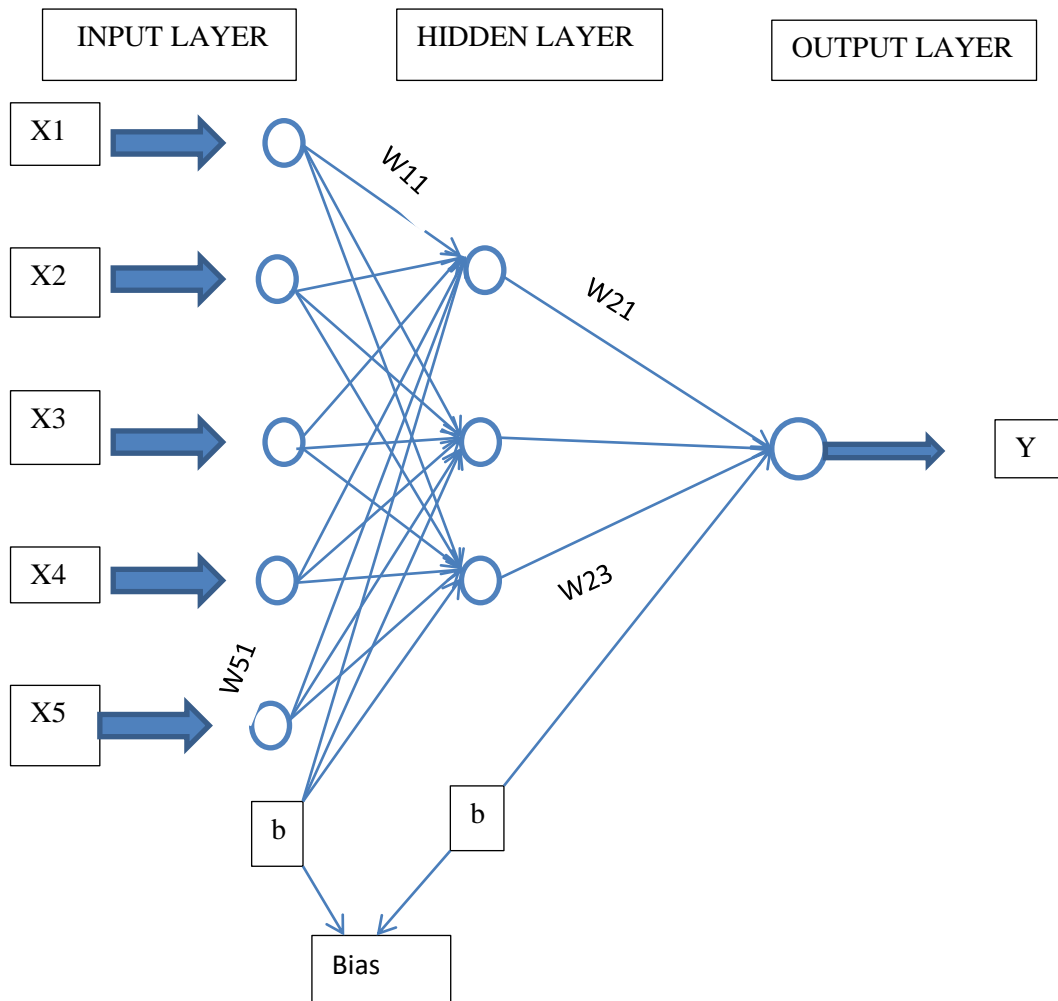 INPUT LAYER
HIDDEN LAYER
OUTPUT LAYER
X1
W11
X2
W21
X3
Y
X4
W23
W51
X5
b
b
Bias